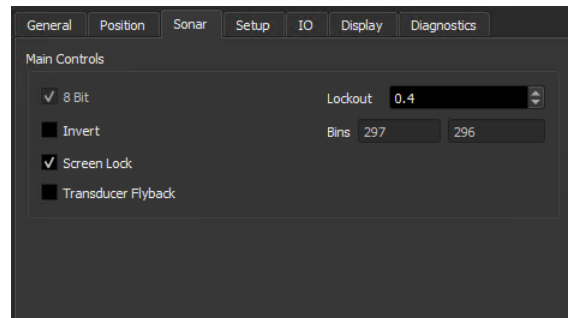 General Position Sonar Setup IO Display Diagnostics
Main Controls
8 Bit Lockout 0.4
Invert Bins 297 296
Screen Lock
Transducer Flyback